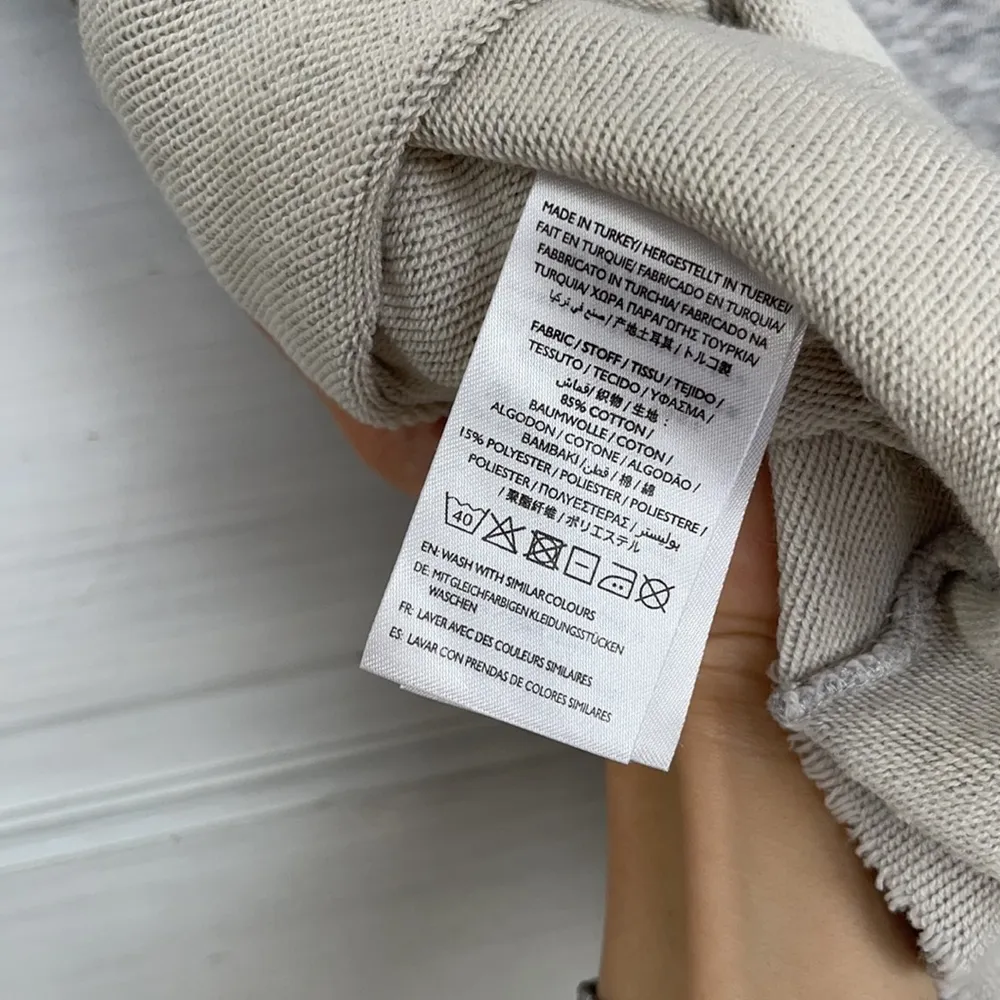 MADE IN TURKEY/ HERGESTELLT IN TUERKEI/
FAIT EN TURQUIE/ FABRICADO EN TURQUIA/
FABBRICATO IN TURCHIA/ FABRICADO NA
TURQUIA/ ΧΩΡΑ ΠΑΡΑΓΩΓΗΣ ΤΟΥΡΚΙΑ/
صنع في تركيا / 产地土耳其 / トルコ製
FABRIC / STOFF / TISSU / TEJIDO /
TESSUTO / TECIDO / ΥΦΑΣΜΑ /
قماش / 织物 / 生地 :
85% COTTON /
BAUMWOLLE / COTON /
ALGODON / COTONE / ALGODÃO /
BAMBAKI / قطن / 棉 / 綿
15% POLYESTER / POLIESTER / POLIESTERE /
POLIESTER / ΠΟΛΥΕΣΤΕΡΑΣ / بوليستر
/ 聚酯纤维 / ポリエステル
40
EN: WASH WITH SIMILAR COLOURS
DE: MIT GLEICHFARBIGEN KLEIDUNGSSTÜCKEN
WASCHEN
FR: LAVER AVEC DES COULEURS SIMILAIRES
ES: LAVAR CON PRENDAS DE COLORES SIMILARES